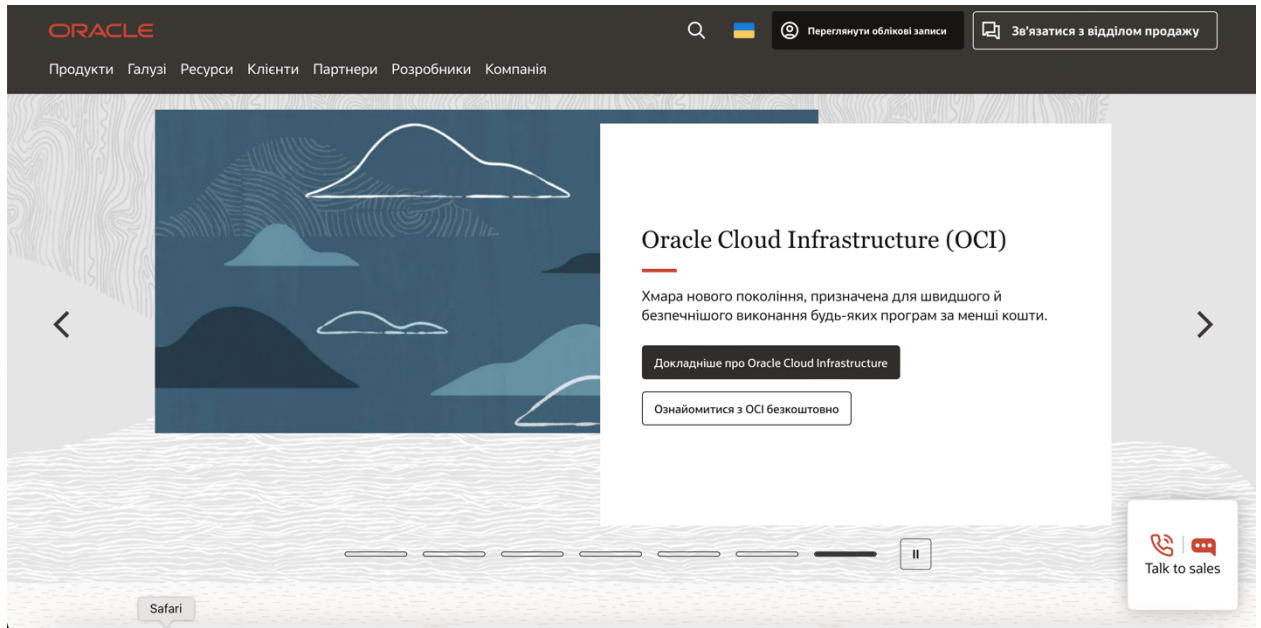 ORACLE
Переглянути облікові записи
Зв'язатися з відділом продажу
Продукти Галузі Ресурси Клієнти Партнери Розробники Компанія
Oracle Cloud Infrastructure (OCI)
Хмара нового покоління, призначена для швидшого й
безпечнішого виконання будь-яких програм за менші кошти.
Докладніше про Oracle Cloud Infrastructure
Ознайомитися з OCI безкоштовно
Talk to sales
Safari